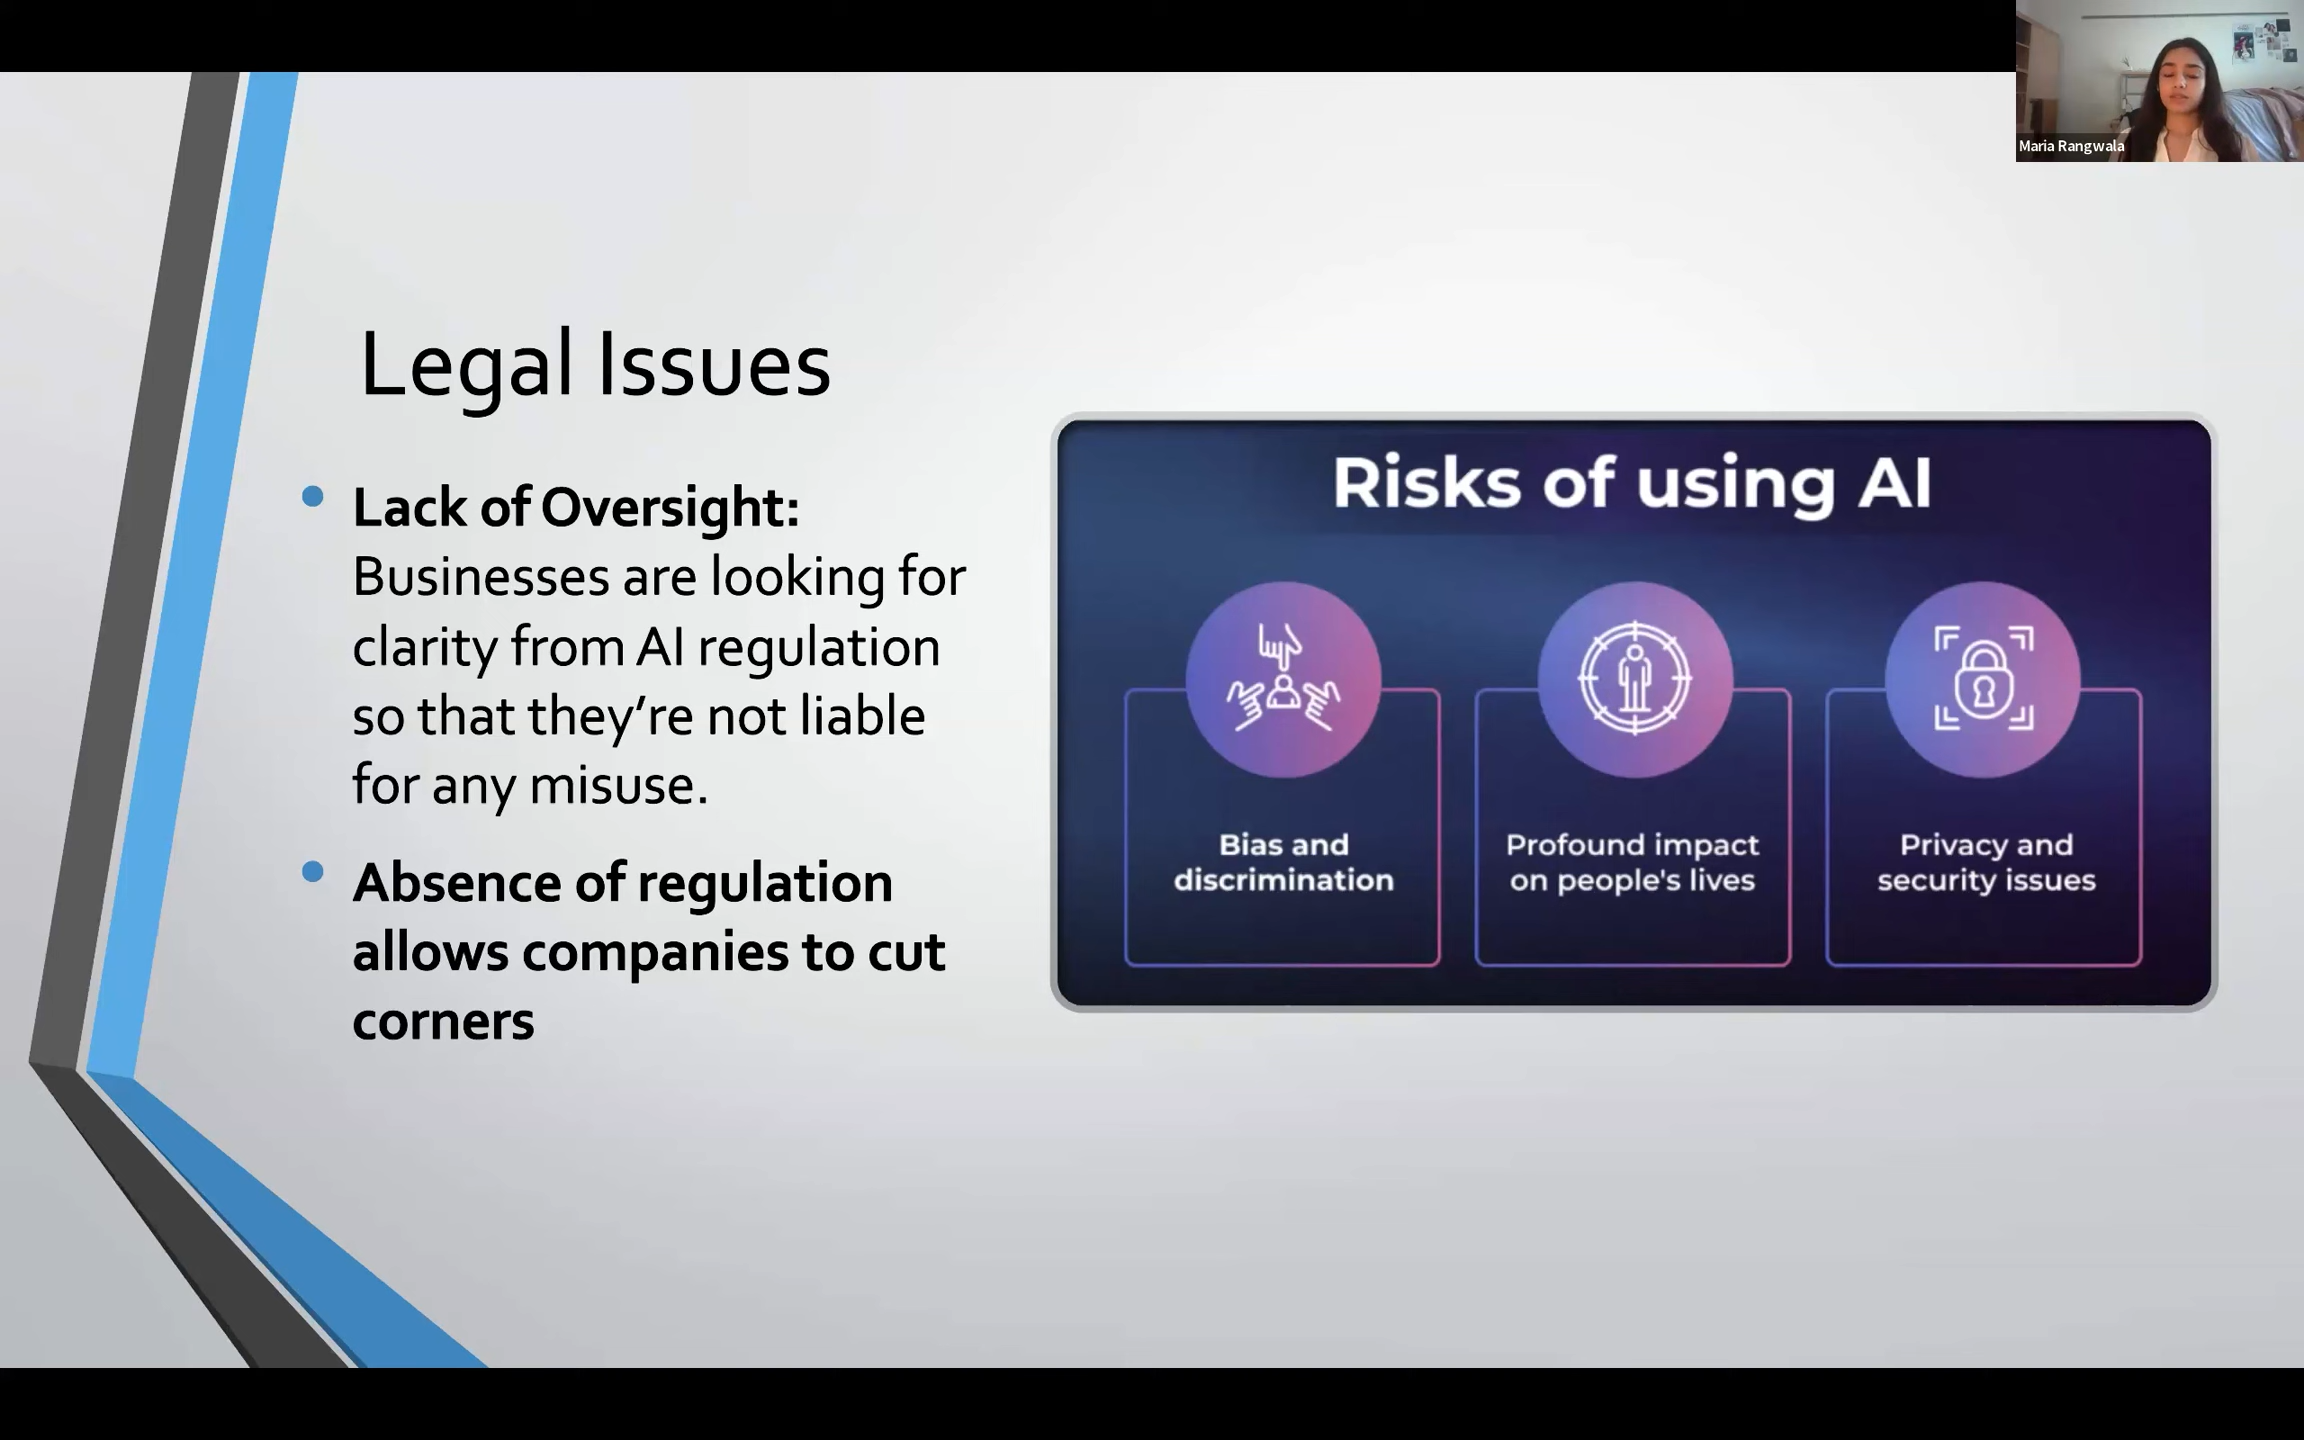 Maria Rangwala
Legal Issues
Lack of Oversight:
Businesses are looking for
clarity from AI regulation
so that they’re not liable
for any misuse.
Absence of regulation
allows companies to cut
corners
Risks of using AI
Bias and
discrimination
Profound impact
on people's lives
Privacy and
security issues